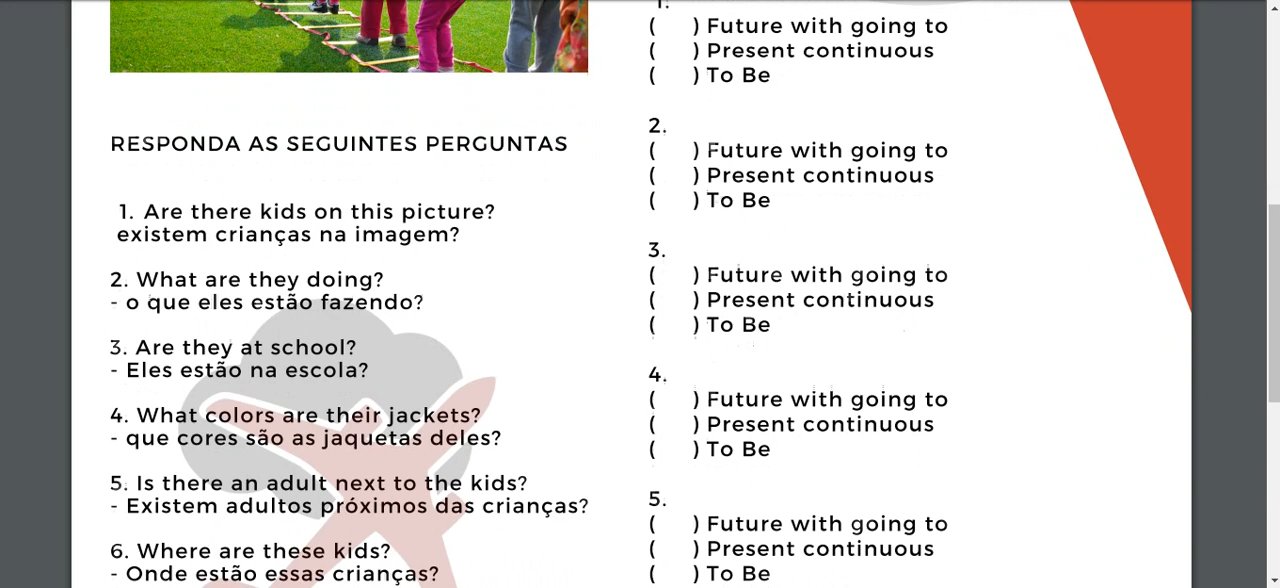 RESPONDA AS SEGUINTES PERGUNTAS
1. Are there kids on this picture?
existem crianças na imagem?
2. What are they doing?
- o que eles estão fazendo?
3. Are they at school?
- Eles estão na escola?
4. What colors are their jackets?
- que cores são as jaquetas deles?
5. Is there an adult next to the kids?
- Existem adultos próximos das crianças?
6. Where are these kids?
- Onde estão essas crianças?
1.
( ) Future with going to
( ) Present continuous
( ) To Be
2.
( ) Future with going to
( ) Present continuous
( ) To Be
3.
( ) Future with going to
( ) Present continuous
( ) To Be
4.
( ) Future with going to
( ) Present continuous
( ) To Be
5.
( ) Future with going to
( ) Present continuous
( ) To Be